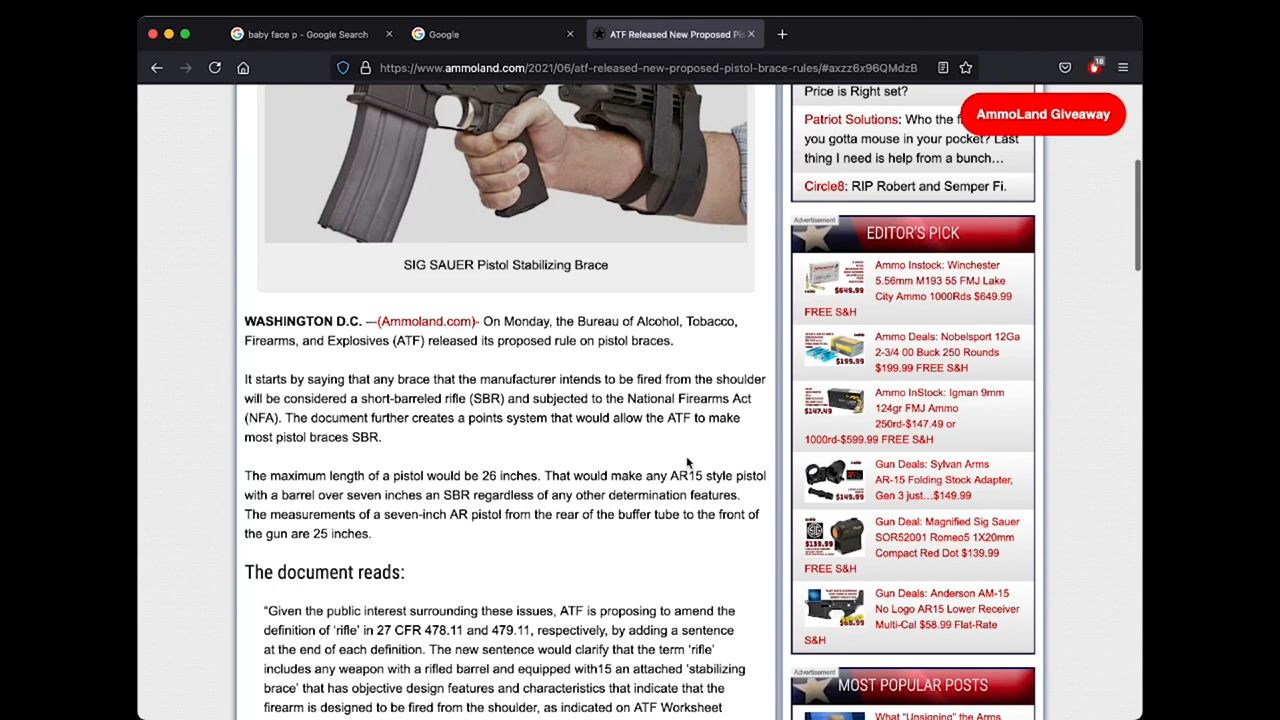 baby face p - Google Search
Google
ATF Released New Proposed Pi
https://www.ammoland.com/2021/06/atf-released-new-proposed-pistol-brace-rules/#axzz6x96QMdzB
18
Price is Right set?
AmmoLand Giveaway
Patriot Solutions: Who the f
you gotta mouse in your pocket? Last
thing I need is help from a bunch…
Circle8: RIP Robert and Semper Fi.
SIG SAUER Pistol Stabilizing Brace
WASHINGTON D.C. —(Ammoland.com)- On Monday, the Bureau of Alcohol, Tobacco,
Firearms, and Explosives (ATF) released its proposed rule on pistol braces.
It starts by saying that any brace that the manufacturer intends to be fired from the shoulder
will be considered a short-barreled rifle (SBR) and subjected to the National Firearms Act
(NFA). The document further creates a points system that would allow the ATF to make
most pistol braces SBR.
The maximum length of a pistol would be 26 inches. That would make any AR15 style pistol
with a barrel over seven inches an SBR regardless of any other determination features.
The measurements of a seven-inch AR pistol from the rear of the buffer tube to the front of
the gun are 25 inches.
The document reads:
“Given the public interest surrounding these issues, ATF is proposing to amend the
definition of ‘rifle’ in 27 CFR 478.11 and 479.11, respectively, by adding a sentence
at the end of each definition. The new sentence would clarify that the term ‘rifle’
includes any weapon with a rifled barrel and equipped with15 an attached ‘stabilizing
brace’ that has objective design features and characteristics that indicate that the
firearm is designed to be fired from the shoulder, as indicated on ATF Worksheet
Advertisement
EDITOR'S PICK
$649.99
Ammo Instock: Winchester
5.56mm M193 55 FMJ Lake
City Ammo 1000Rds $649.99
FREE S&H
$199.99
Ammo Deals: Nobelsport 12Ga
2-3/4 00 Buck 250 Rounds
$199.99 FREE S&H
$147.49
Ammo InStock: Igman 9mm
124gr FMJ Ammo
250rd-$147.49 or
1000rd-$599.99 FREE S&H
$149.99
Gun Deals: Sylvan Arms
AR-15 Folding Stock Adapter,
Gen 3 just…$149.99
$139.99
Gun Deal: Magnified Sig Sauer
SOR52001 Romeo5 1X20mm
Compact Red Dot $139.99
FREE S&H
Gun Deals: Anderson AM-15
No Logo AR15 Lower Receiver
Multi-Cal $58.99 Flat-Rate
S&H
Advertisement
MOST POPULAR POSTS
What “Unsigning” the Arms